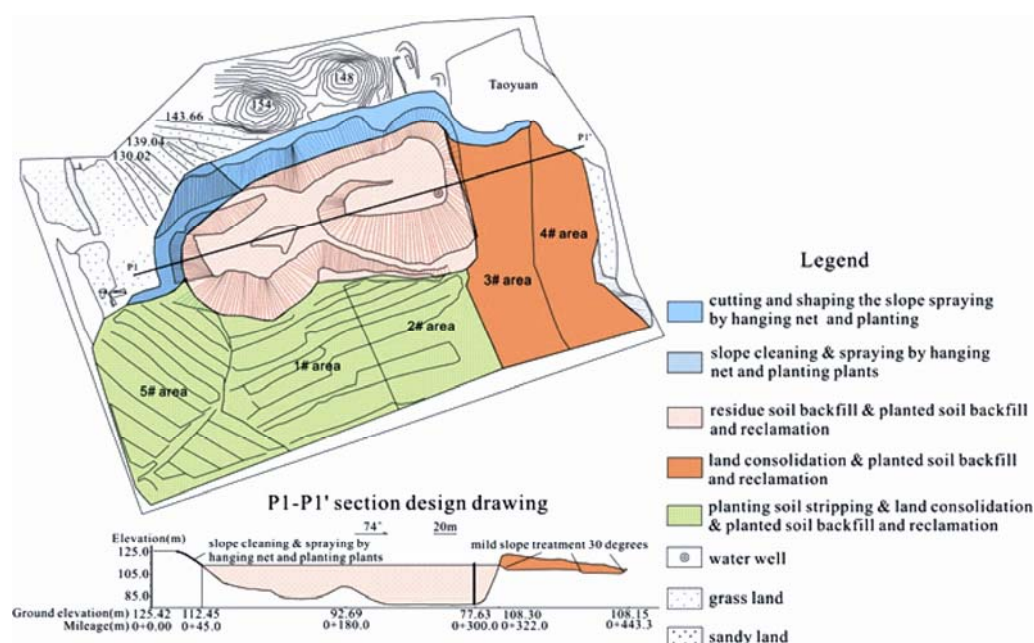 148
154
143.66
139.04
130.02
Taoyuan
P1'
P1
4# area
3# area
2# area
1# area
5# area
Legend
cutting and shaping the slope spraying
by hanging net and planting
slope cleaning & spraying by hanging
net and planting plants
residue soil backfill & planted soil backfill
and reclamation
land consolidation & planted soil backfill
and reclamation
planting soil stripping & land consolidation
& planted soil backfill and reclamation
water well
grass land
sandy land
P1-P1' section design drawing
74° 20m
Elevation(m)
slope cleaning & spraying by
hanging net and planting plants
mild slope treatment 30 degrees
125.0
105.0
85.0
Ground elevation(m) 125.42 112.45 92.69 77.63 108.30 108.15
Mileage(m) 0+0.00 0+45.0 0+180.0 0+300.0 0+322.0 0+443.3